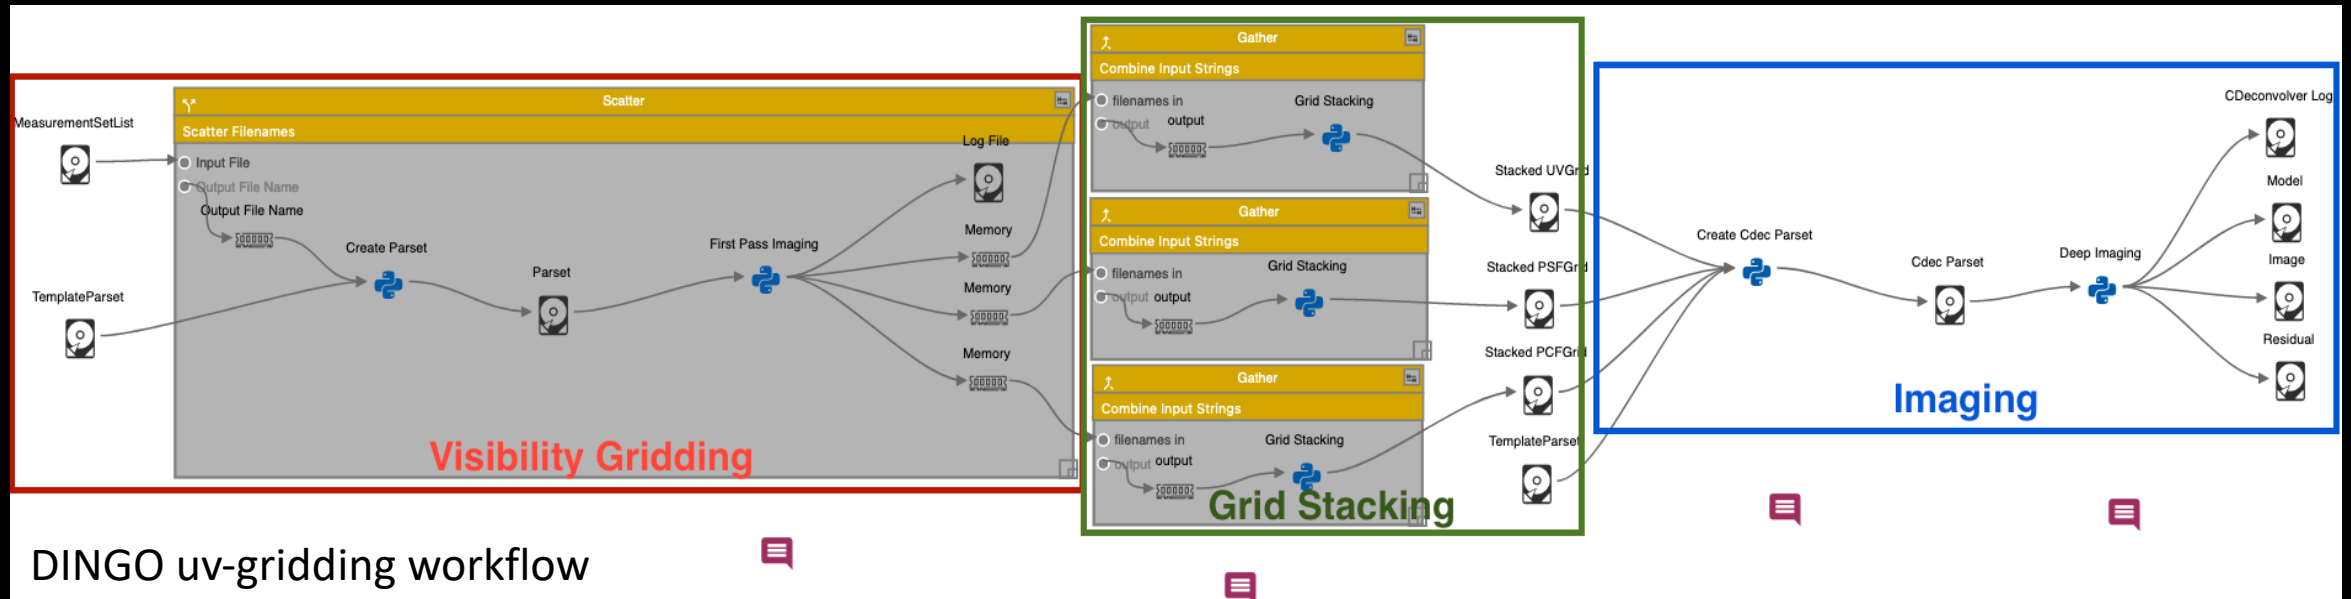 MeasurementSetList
TemplateParset
Scatter
Scatter Filenames
Input File
Output File Name
Output File Name
Create Parset
Parset
First Pass Imaging
Log File
Memory
Memory
Memory
Visibility Gridding
Gather
Combine Input Strings
filenames in
output
output
Grid Stacking
Gather
Combine Input Strings
filenames in
output
output
Grid Stacking
Gather
Combine Input Strings
filenames in
output
output
Grid Stacking
Grid Stacking
Stacked UVGrid
Stacked PSFGrid
Stacked PCFGrid
TemplateParset
Create Cdec Parset
Cdec Parset
Deep Imaging
CDeconvolver Log
Model
Image
Residual
Imaging
DINGO uv-gridding workflow